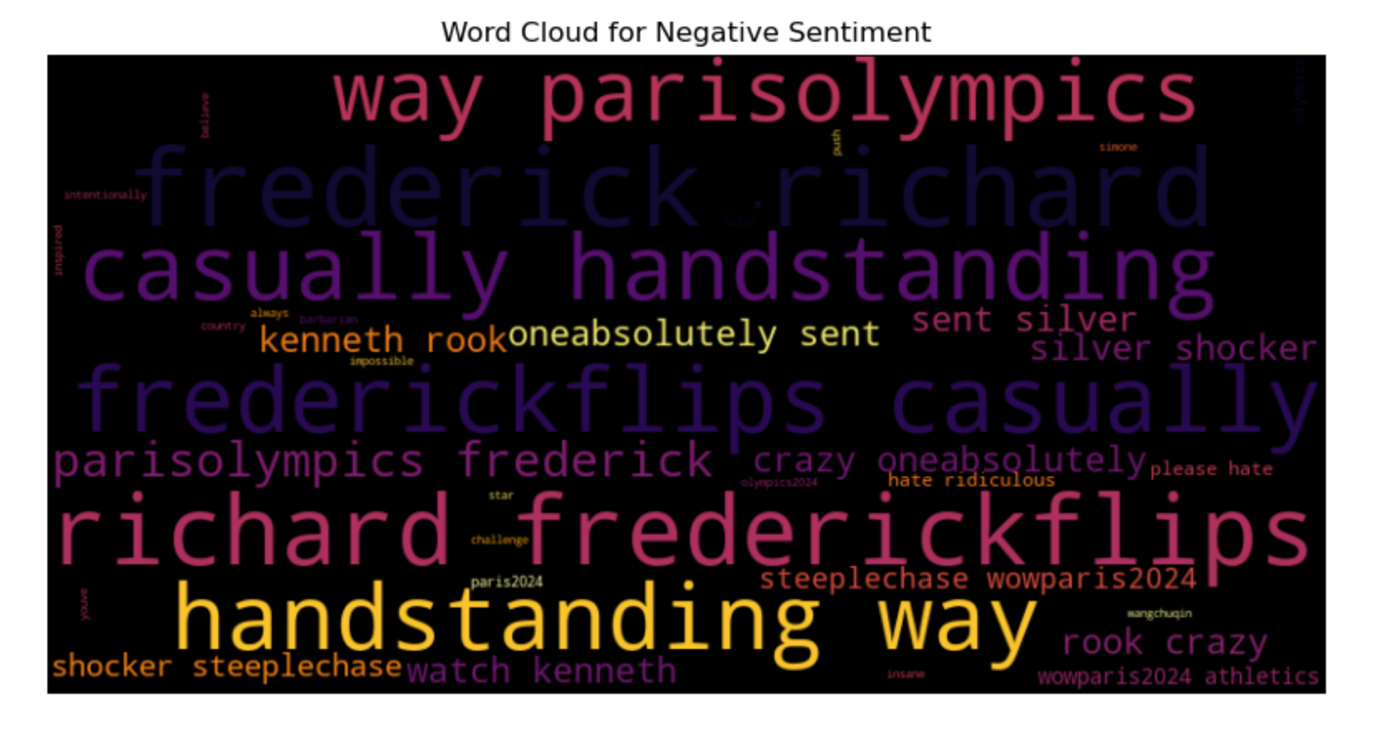 Word Cloud for Negative Sentiment
way parisolympics
believe
push
simone
frederick richard
intentionally
inspired
casually handstanding
always
country
barbarian
kenneth rook
oneabsolutely sent
sent silver
silver shocker
impossible
frederickflips casually
parisolympics frederick
crazy oneabsolutely
please hate
hate ridiculous
olympics2024
star
richard frederickflips
challenge
paris2024
steeplechase wowparis2024
youve
handstanding way
wangchuqin
rook crazy
shocker steeplechase
watch kenneth
insane
wowparis2024 athletics